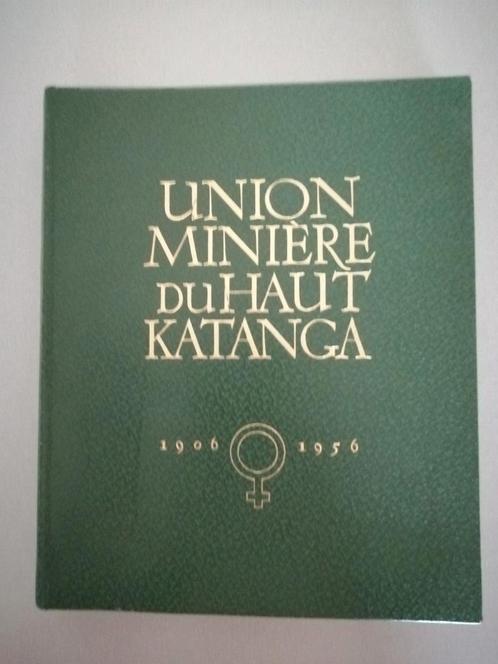 UNION
MINIÈRE
DU HAUT
KATANGA
1906 1956